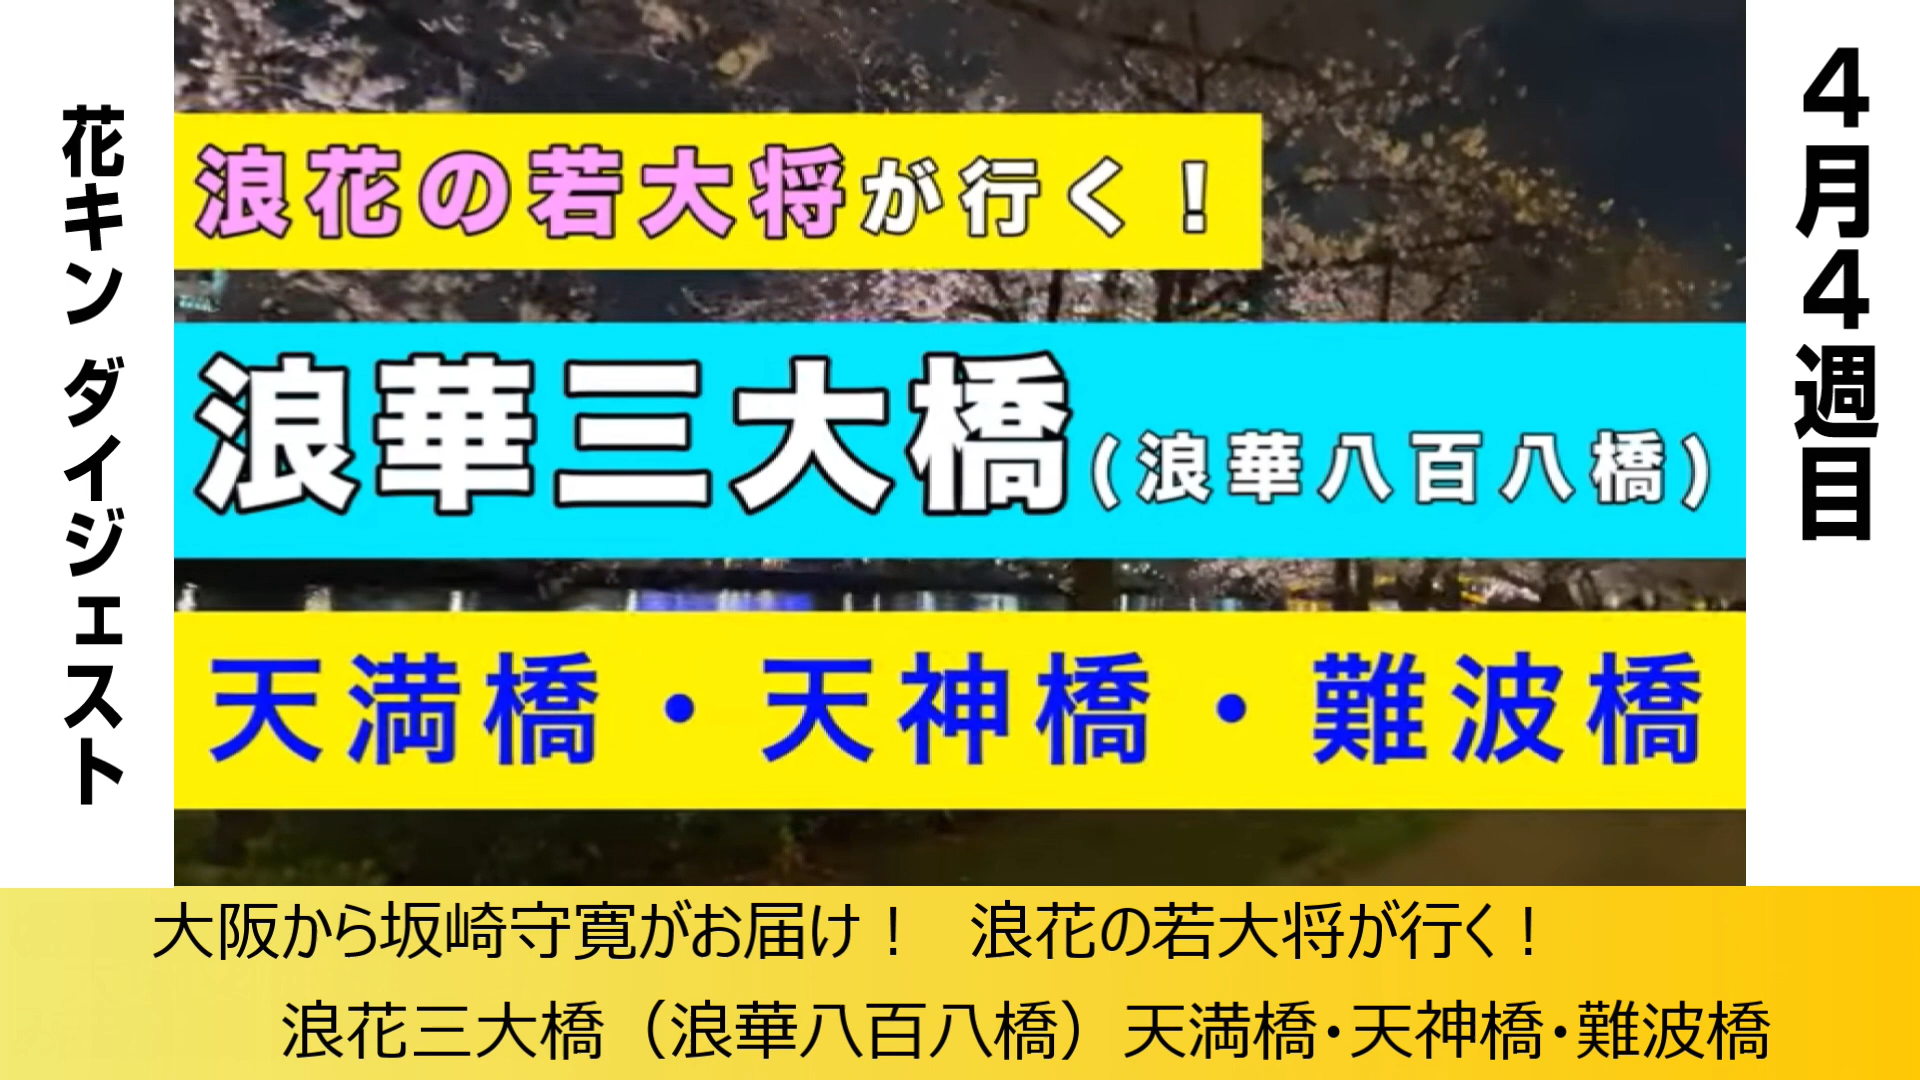 4月4週目
花キン ダイジェスト
浪花の若大将が行く！
浪華三大橋(浪華八百八橋)
天満橋・天神橋・難波橋
大阪から坂崎守寛がお届け！　浪花の若大将が行く！
浪花三大橋（浪華八百八橋）天満橋・天神橋・難波橋